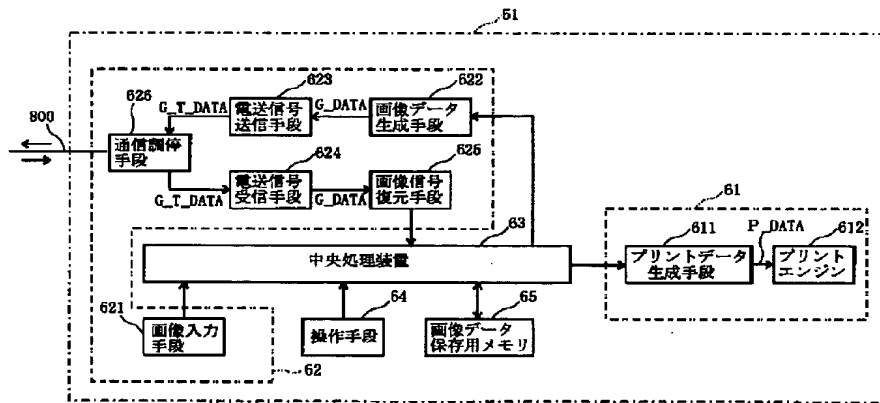 51
623
622
626
電送信号
送信手段
G_DATA
画像データ
生成手段
G_T_DATA
800
通信調停
手段
624
625
電送信号
受信手段
G_DATA
画像信号
復元手段
G_T_DATA
61
63
611
P_DATA
612
中央処理装置
プリントデータ
生成手段
プリント
エンジン
621
64
65
画像入力
手段
操作手段
画像データ
保存用メモリ
62